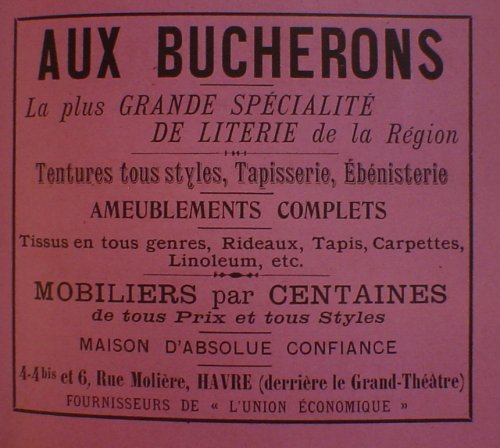 AUX BUCHERONS
La plus GRANDE SPÉCIALITÉ
DE LITERIE de la Région
Tentures tous styles, Tapisserie, Ébénisterie
AMEUBLEMENTS COMPLETS
Tissus en tous genres, Rideaux, Tapis, Carpettes,
Linoleum, etc.
MOBILIERS par CENTAINES
de tous Prix et tous Styles
MAISON D'ABSOLUE CONFIANCE
4-4bis et 6, Rue Molière, HAVRE (derrière le Grand-Théâtre)
FOURNISSEURS DE « L'UNION ÉCONOMIQUE »